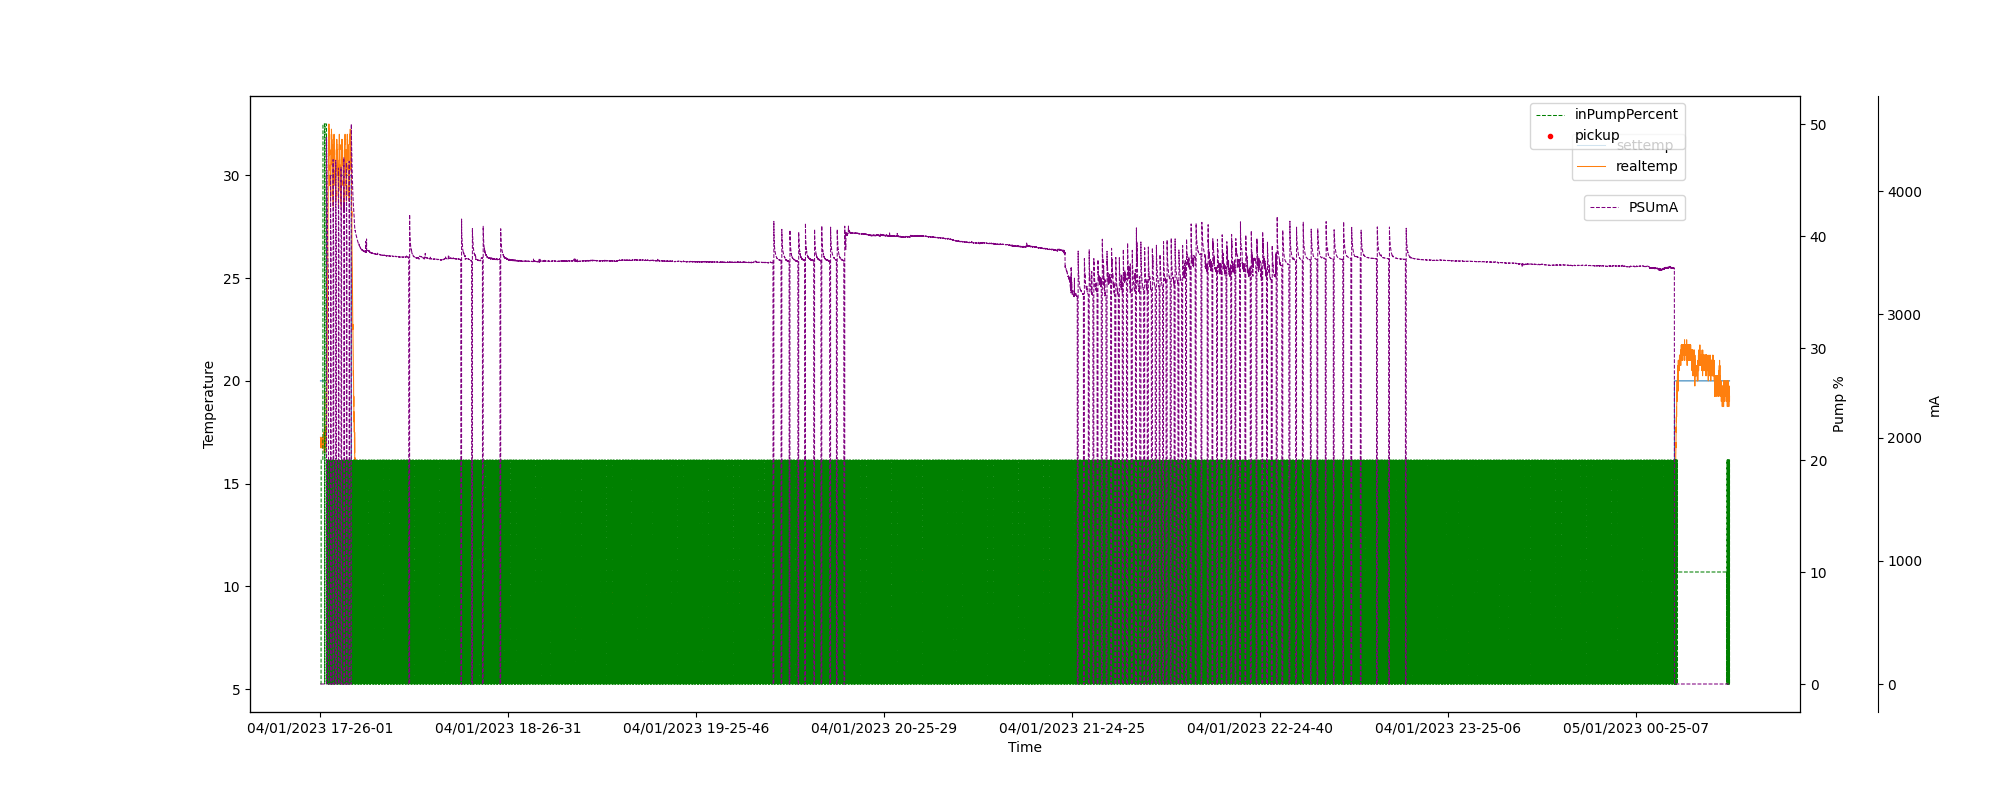 inPumpPercent
pickup
settemp
realtemp
PSUmA
30
25
20
15
10
5
Temperature
50
40
30
20
10
0
Pump %
4000
3000
2000
1000
0
mA
04/01/2023 17-26-01
04/01/2023 18-26-31
04/01/2023 19-25-46
04/01/2023 20-25-29
04/01/2023 21-24-25
04/01/2023 22-24-40
04/01/2023 23-25-06
05/01/2023 00-25-07
Time